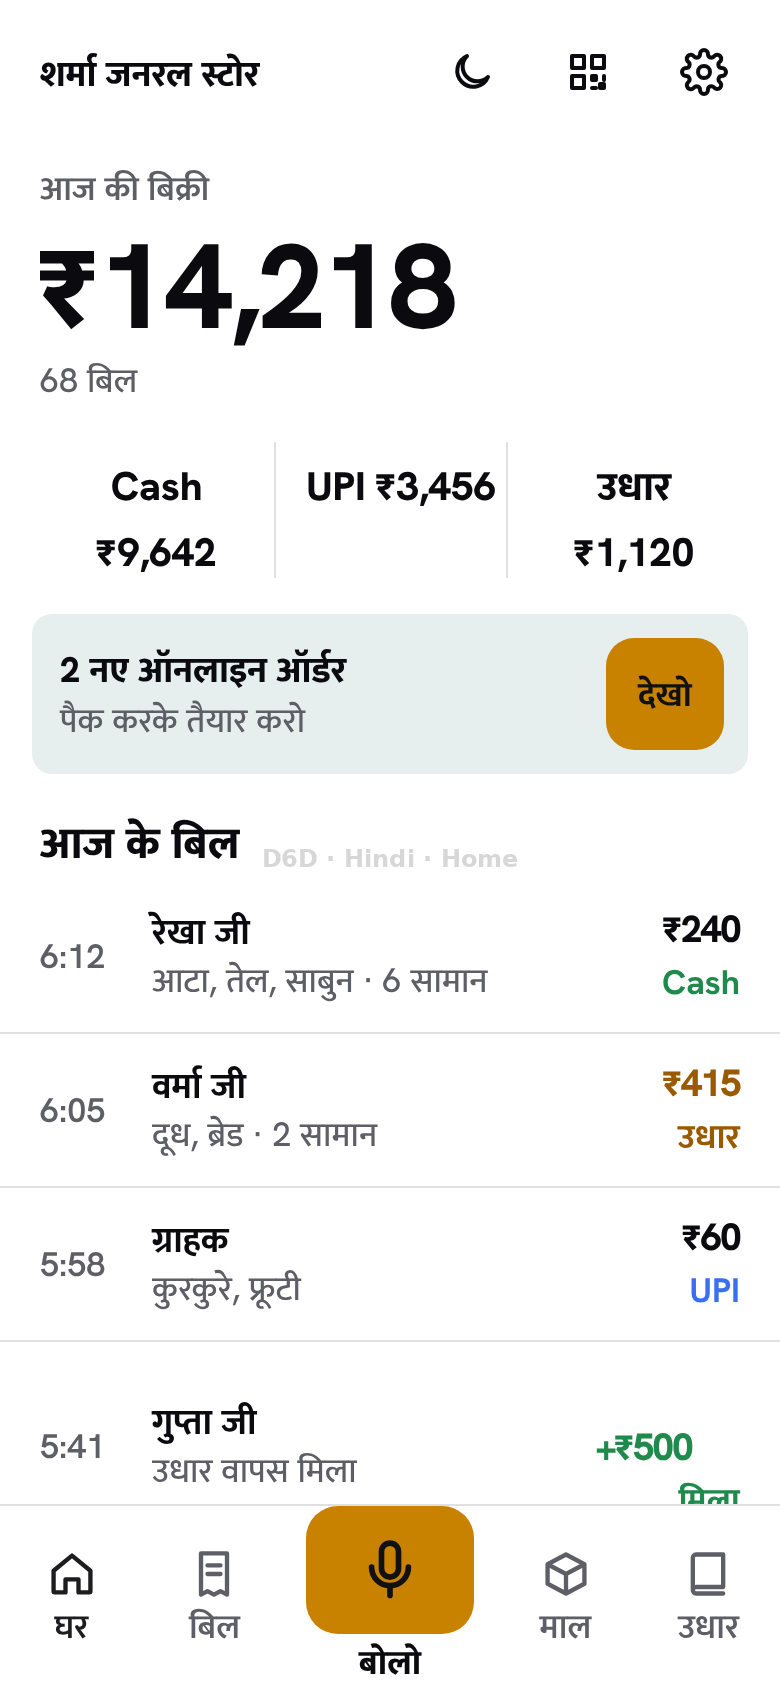 शर्मा जनरल स्टोर
आज की बिक्री
₹14,218
68 बिल
Cash
₹9,642
UPI ₹3,456
उधार
₹1,120
2 नए ऑनलाइन ऑर्डर
पैक करके तैयार करो
देखो
आज के बिल
D6D · Hindi · Home
6:12
रेखा जी
आटा, तेल, साबुन · 6 सामान
₹240
Cash
6:05
वर्मा जी
दूध, ब्रेड · 2 सामान
₹415
उधार
5:58
ग्राहक
कुरकुरे, फ्रूटी
₹60
UPI
5:41
गुप्ता जी
उधार वापस मिला
+₹500
मिला
घर
बिल
बोलो
माल
उधार